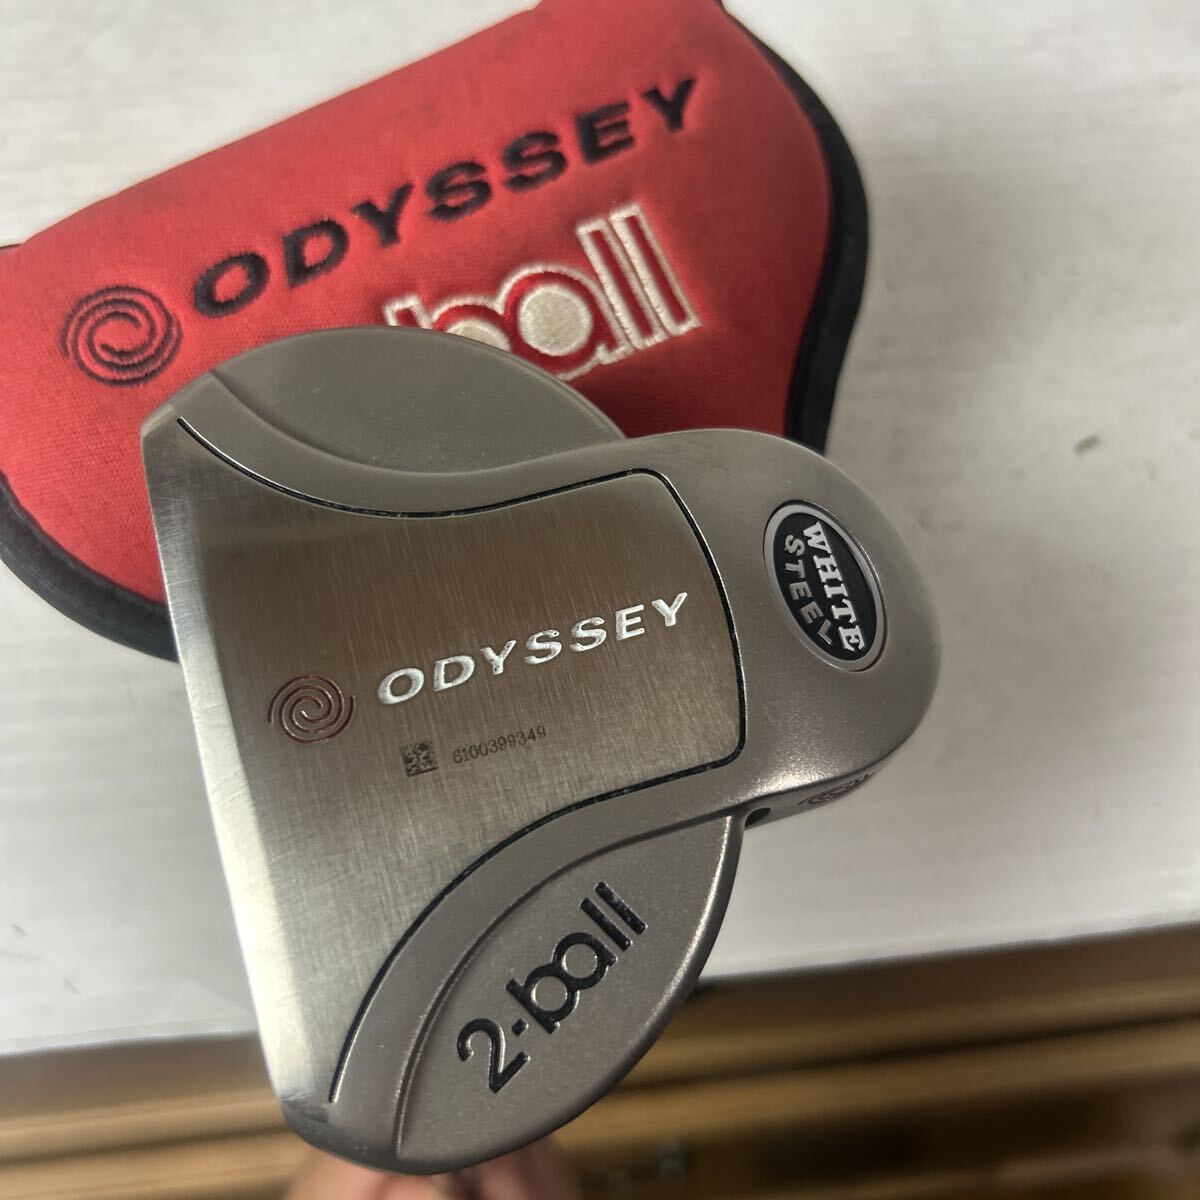 ODYSSEY
ball
WHITE
STEEL
ODYSSEY
6100399349
2-ball